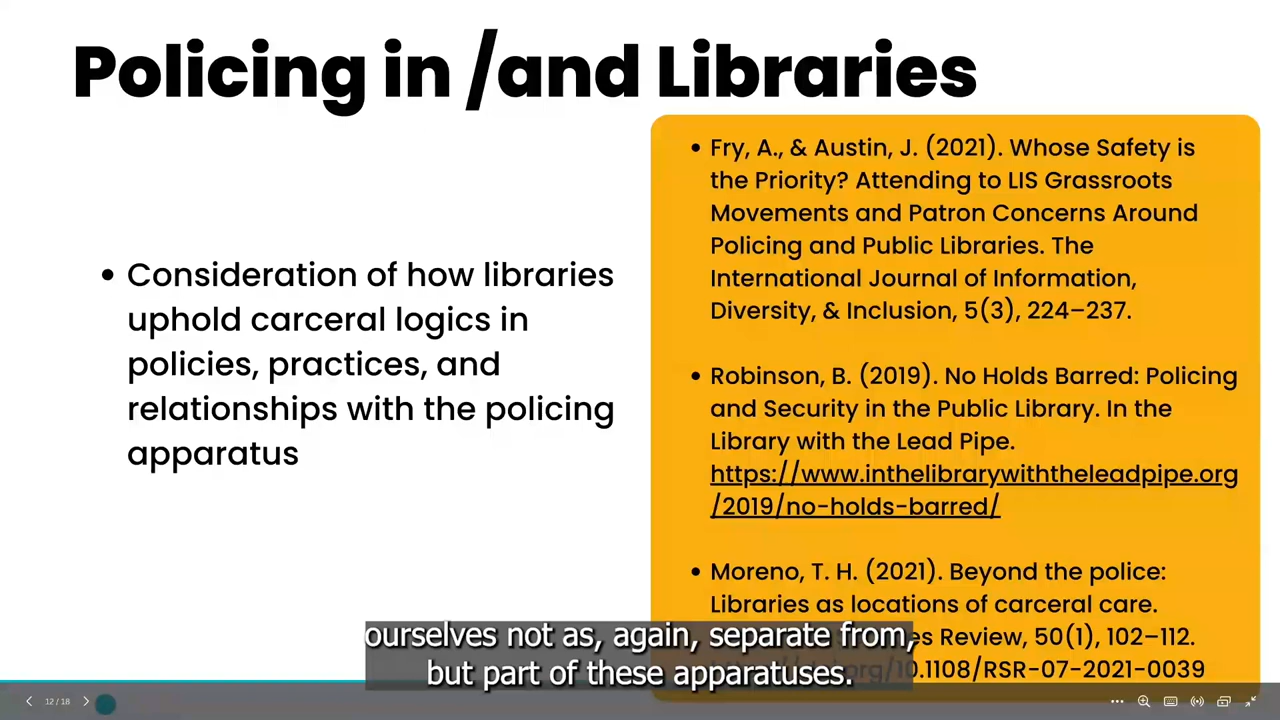 Policing in /and Libraries
• Consideration of how libraries
uphold carceral logics in
policies, practices, and
relationships with the policing
apparatus
• Fry, A., & Austin, J. (2021). Whose Safety is
the Priority? Attending to LIS Grassroots
Movements and Patron Concerns Around
Policing and Public Libraries. The
International Journal of Information,
Diversity, & Inclusion, 5(3), 224–237.
• Robinson, B. (2019). No Holds Barred: Policing
and Security in the Public Library. In the
Library with the Lead Pipe.
https://www.inthelibrarywiththeleadpipe.org
/2019/no-holds-barred/
• Moreno, T. H. (2021). Beyond the police:
Libraries as locations of carceral care.
Review, 50(1), 102–112.
10.1108/RSR-07-2021-0039
ourselves not as, again, separate from,
but part of these apparatuses.
12 / 18